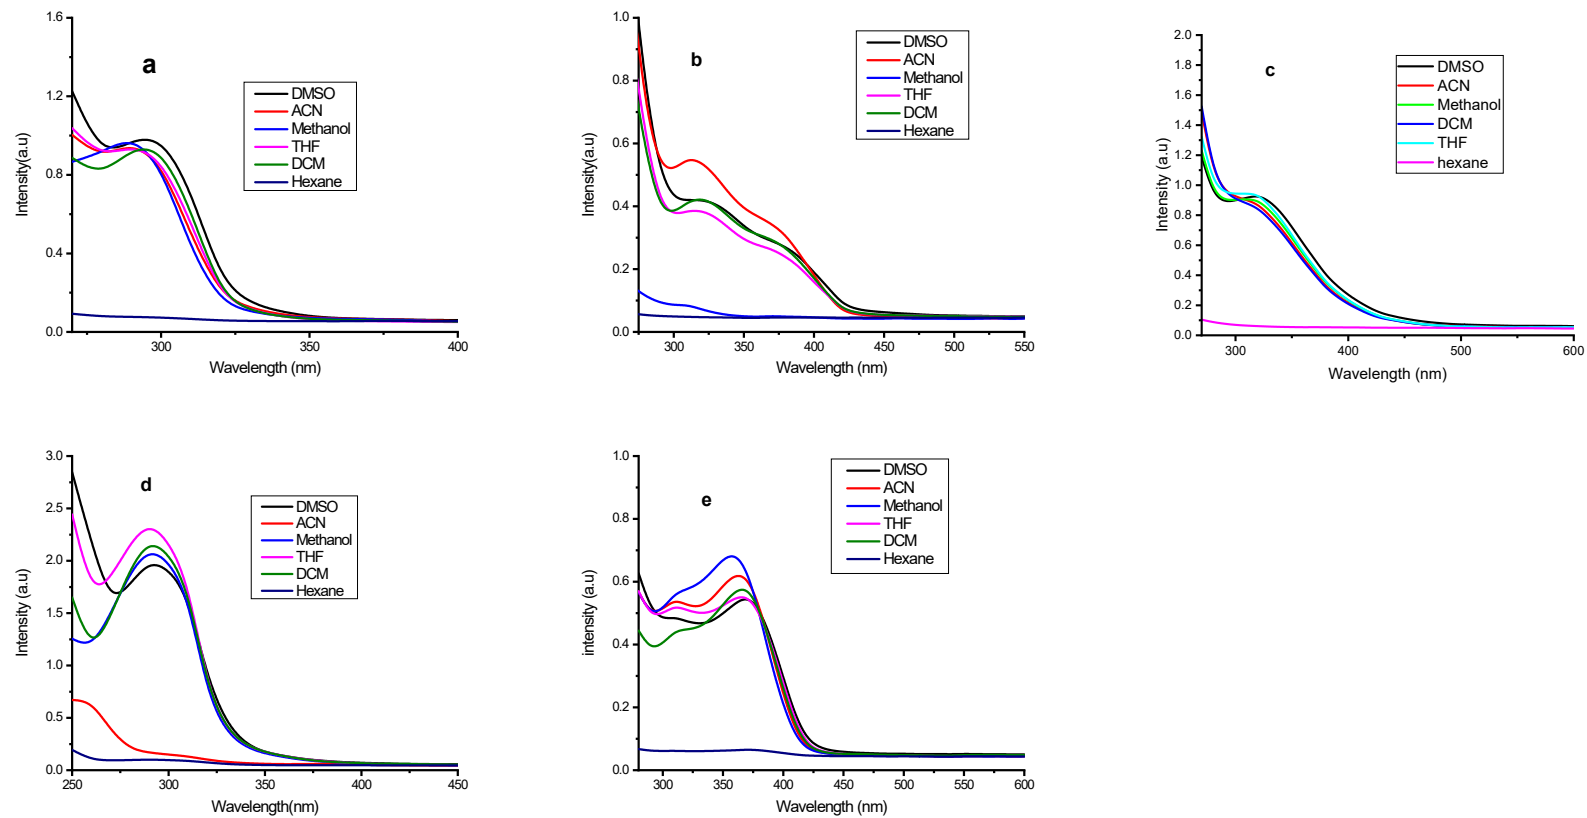 a
1.6
1.2
0.8
0.4
0.0
Intensity(a.u)
300
350
400
Wavelength (nm)
DMSO
ACN
Methanol
THF
DCM
Hexane
b
1.0
0.8
0.6
0.4
0.2
0.0
Intensity (a.u)
300
350
400
450
500
550
Wavelength (nm)
DMSO
ACN
Methanol
THF
DCM
Hexane
c
2.0
1.8
1.6
1.4
1.2
1.0
0.8
0.6
0.4
0.2
0.0
Intensity (a.u)
300
400
500
600
Wavelength (nm)
DMSO
ACN
Methanol
DCM
THF
hexane
d
3.0
2.5
2.0
1.5
1.0
0.5
0.0
Intensity (a.u)
250
300
350
400
450
Wavelength(nm)
DMSO
ACN
Methanol
THF
DCM
Hexane
e
1.0
0.8
0.6
0.4
0.2
0.0
intensity (a.u)
300
350
400
450
500
550
600
Wavelength (nm)
DMSO
ACN
Methanol
THF
DCM
Hexane